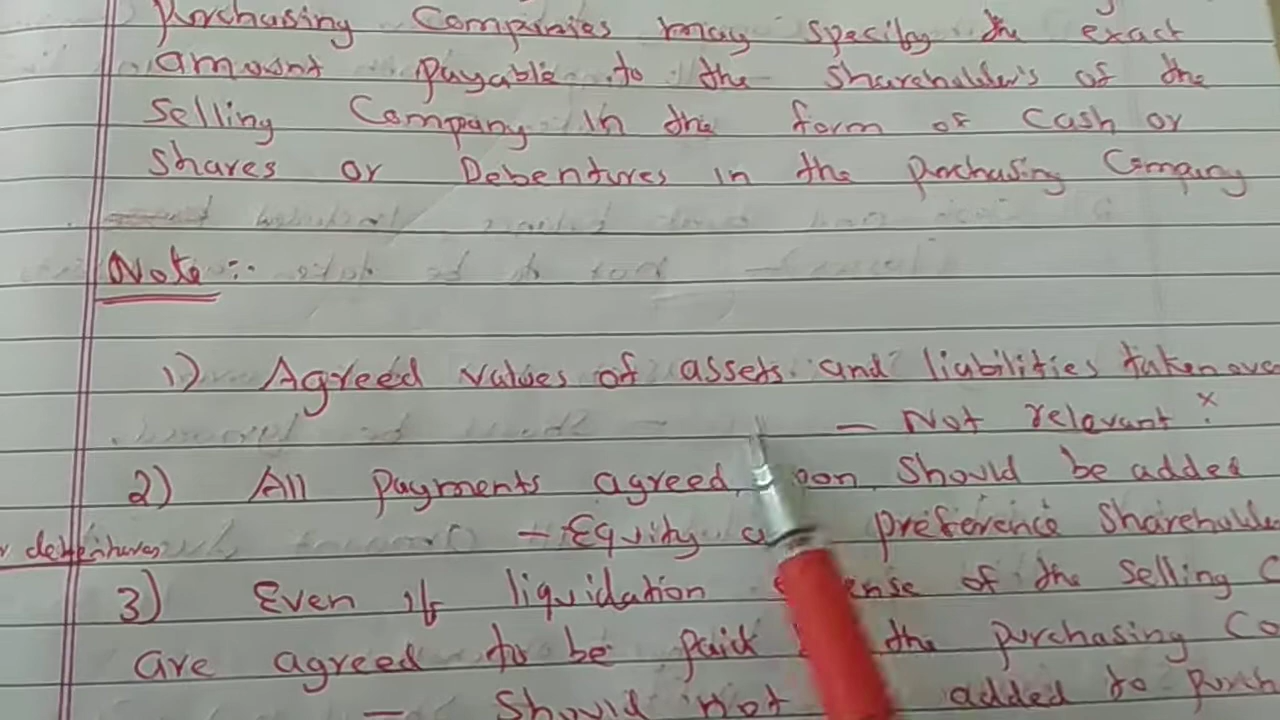 Purchasing Companies may specify the exact
amount payable to the shareholder's of the
Selling Company in the form of Cash or
Shares or Debentures in the purchasing Company
Note :-
1) Agreed values of assets and liabilities taken over
— Not relevant x
2) All payments agreed upon should be added
— Equity preference Sharehold
debentures
3) Even if liquidation of the Selling C
are agreed to be paid the purchasing Co
— Should not added to purch